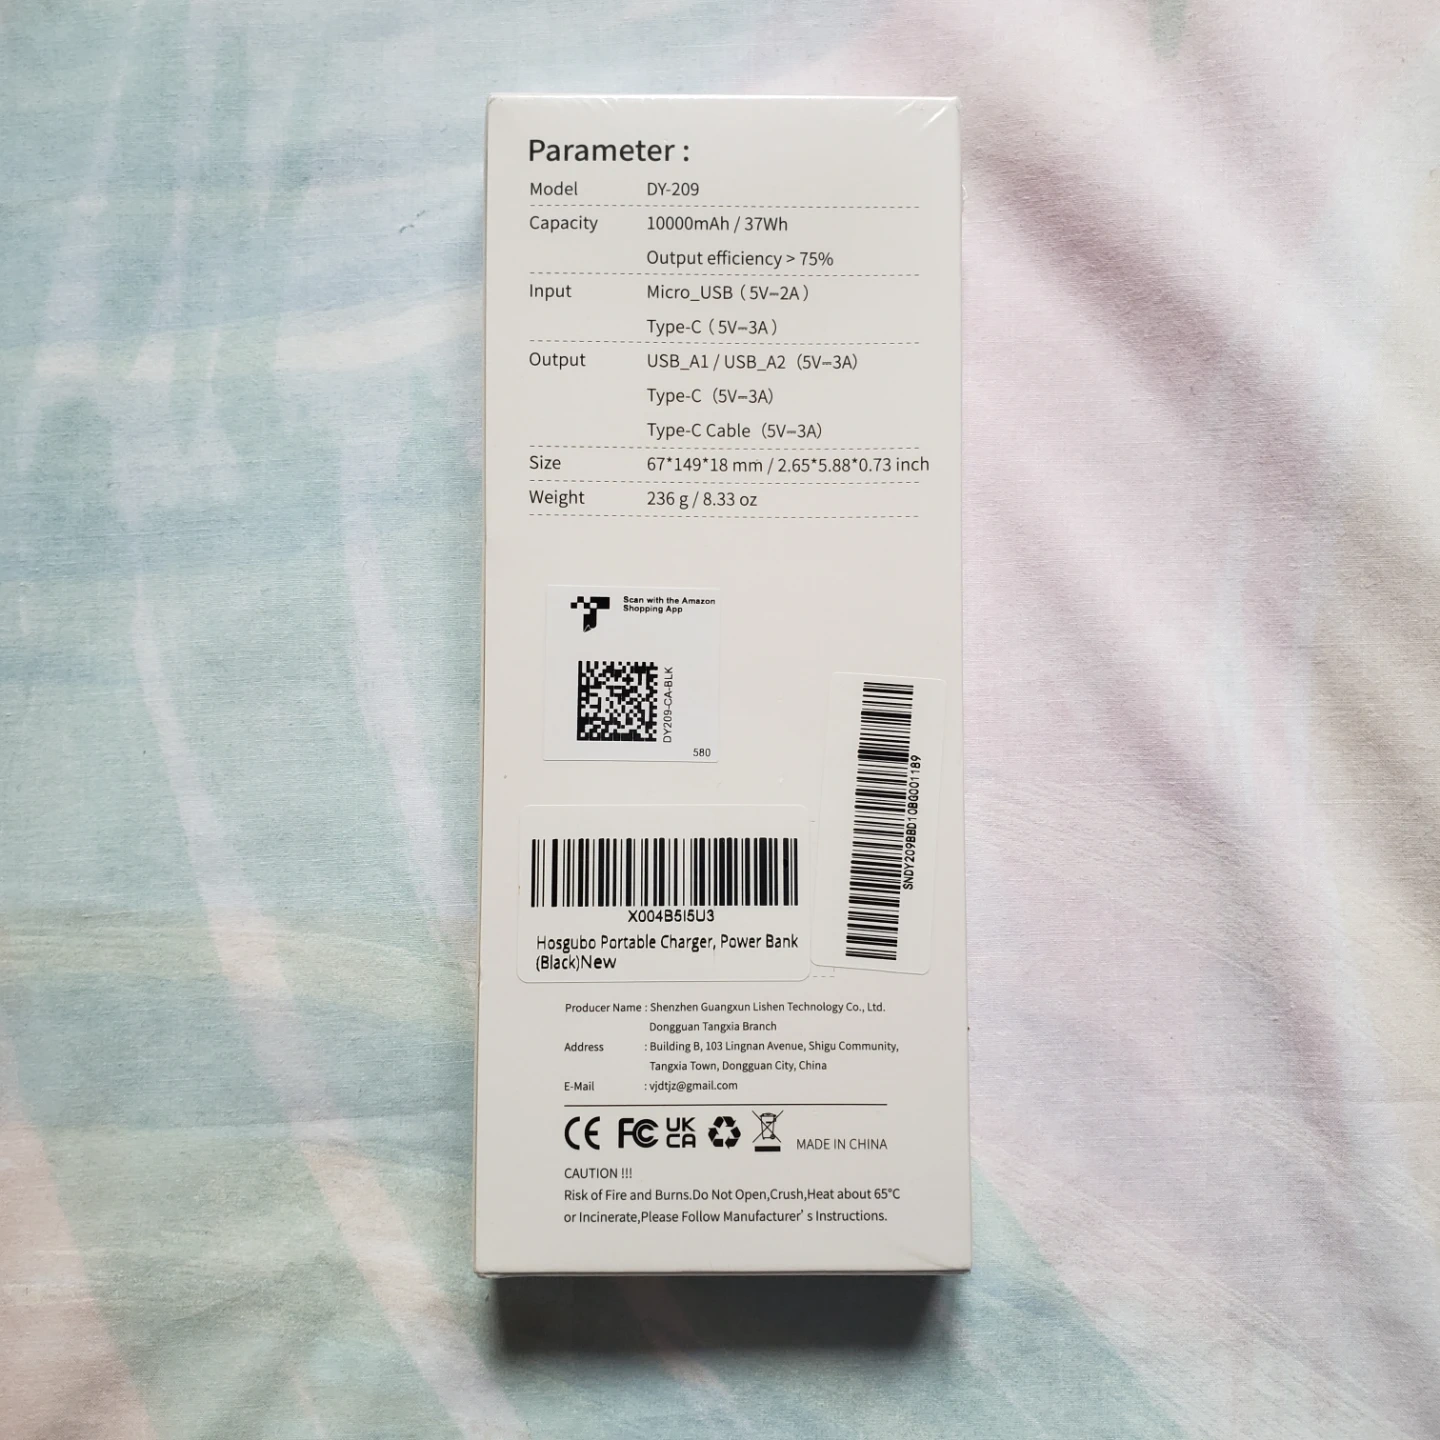 Parameter :
Model DY-209
Capacity 10000mAh / 37Wh
Output efficiency > 75%
Input Micro_USB ( 5V⎓2A )
Type-C ( 5V⎓3A )
Output USB_A1 / USB_A2 (5V⎓3A)
Type-C (5V⎓3A)
Type-C Cable (5V⎓3A)
Size 67*149*18 mm / 2.65*5.88*0.73 inch
Weight 236 g / 8.33 oz
Scan with the Amazon
Shopping App
DY209-CA-BLK
580
SNDY209BBD10BG001189
X004B5I5U3
Hosgubo Portable Charger, Power Bank
(Black)New
Producer Name : Shenzhen Guangxun Lishen Technology Co., Ltd.
Dongguan Tangxia Branch
Address : Building B, 103 Lingnan Avenue, Shigu Community,
Tangxia Town, Dongguan City, China
E-Mail : vjdtjz@gmail.com
CE FC UK CA MADE IN CHINA
CAUTION !!!
Risk of Fire and Burns.Do Not Open,Crush,Heat about 65°C
or Incinerate,Please Follow Manufacturer' s Instructions.